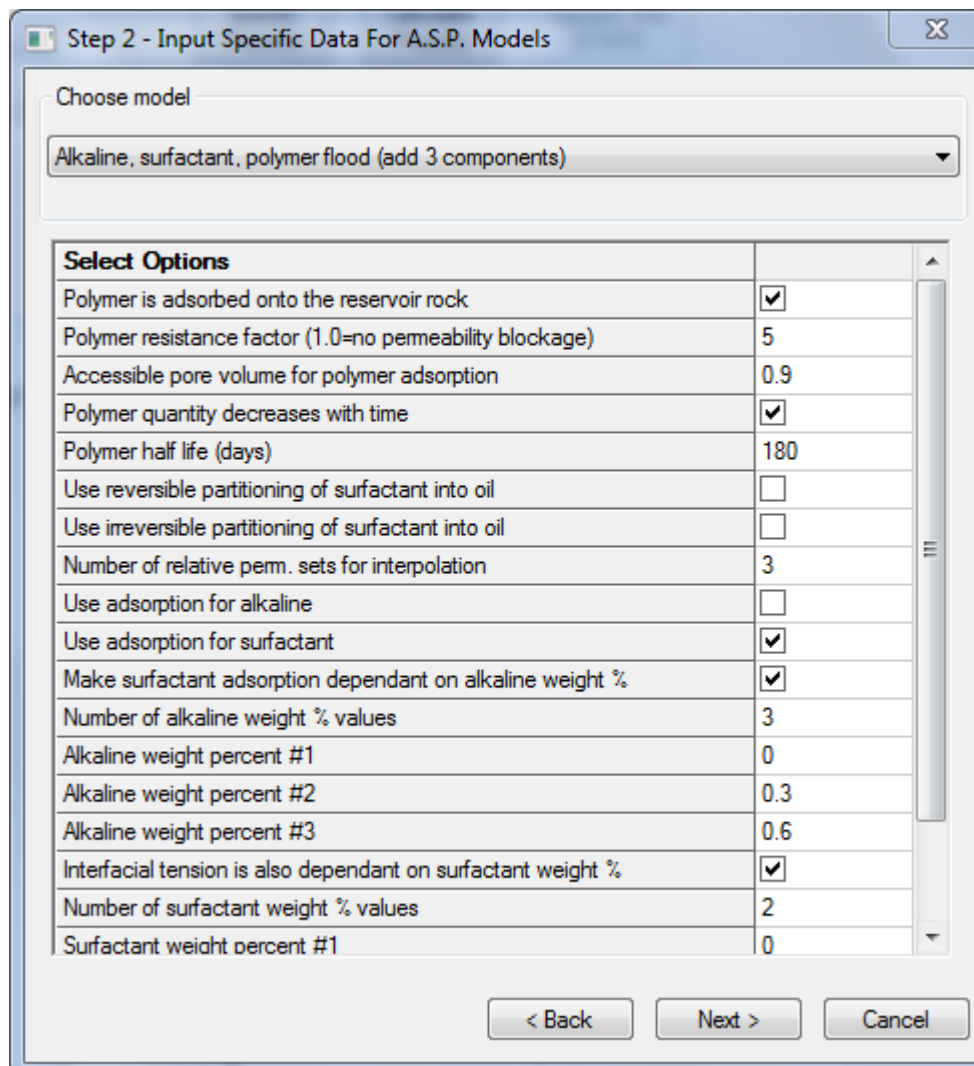 Step 2 - Input Specific Data For A.S.P. Models
Choose model
Alkaline, surfactant, polymer flood (add 3 components)
Select Options
Polymer is adsorbed onto the reservoir rock
Polymer resistance factor (1.0=no permeability blockage) 5
Accessible pore volume for polymer adsorption 0.9
Polymer quantity decreases with time
Polymer half life (days) 180
Use reversible partitioning of surfactant into oil
Use irreversible partitioning of surfactant into oil
Number of relative perm. sets for interpolation 3
Use adsorption for alkaline
Use adsorption for surfactant
Make surfactant adsorption dependant on alkaline weight %
Number of alkaline weight % values 3
Alkaline weight percent #1 0
Alkaline weight percent #2 0.3
Alkaline weight percent #3 0.6
Interfacial tension is also dependant on surfactant weight %
Number of surfactant weight % values 2
Surfactant weight percent #1 0
< Back Next > Cancel